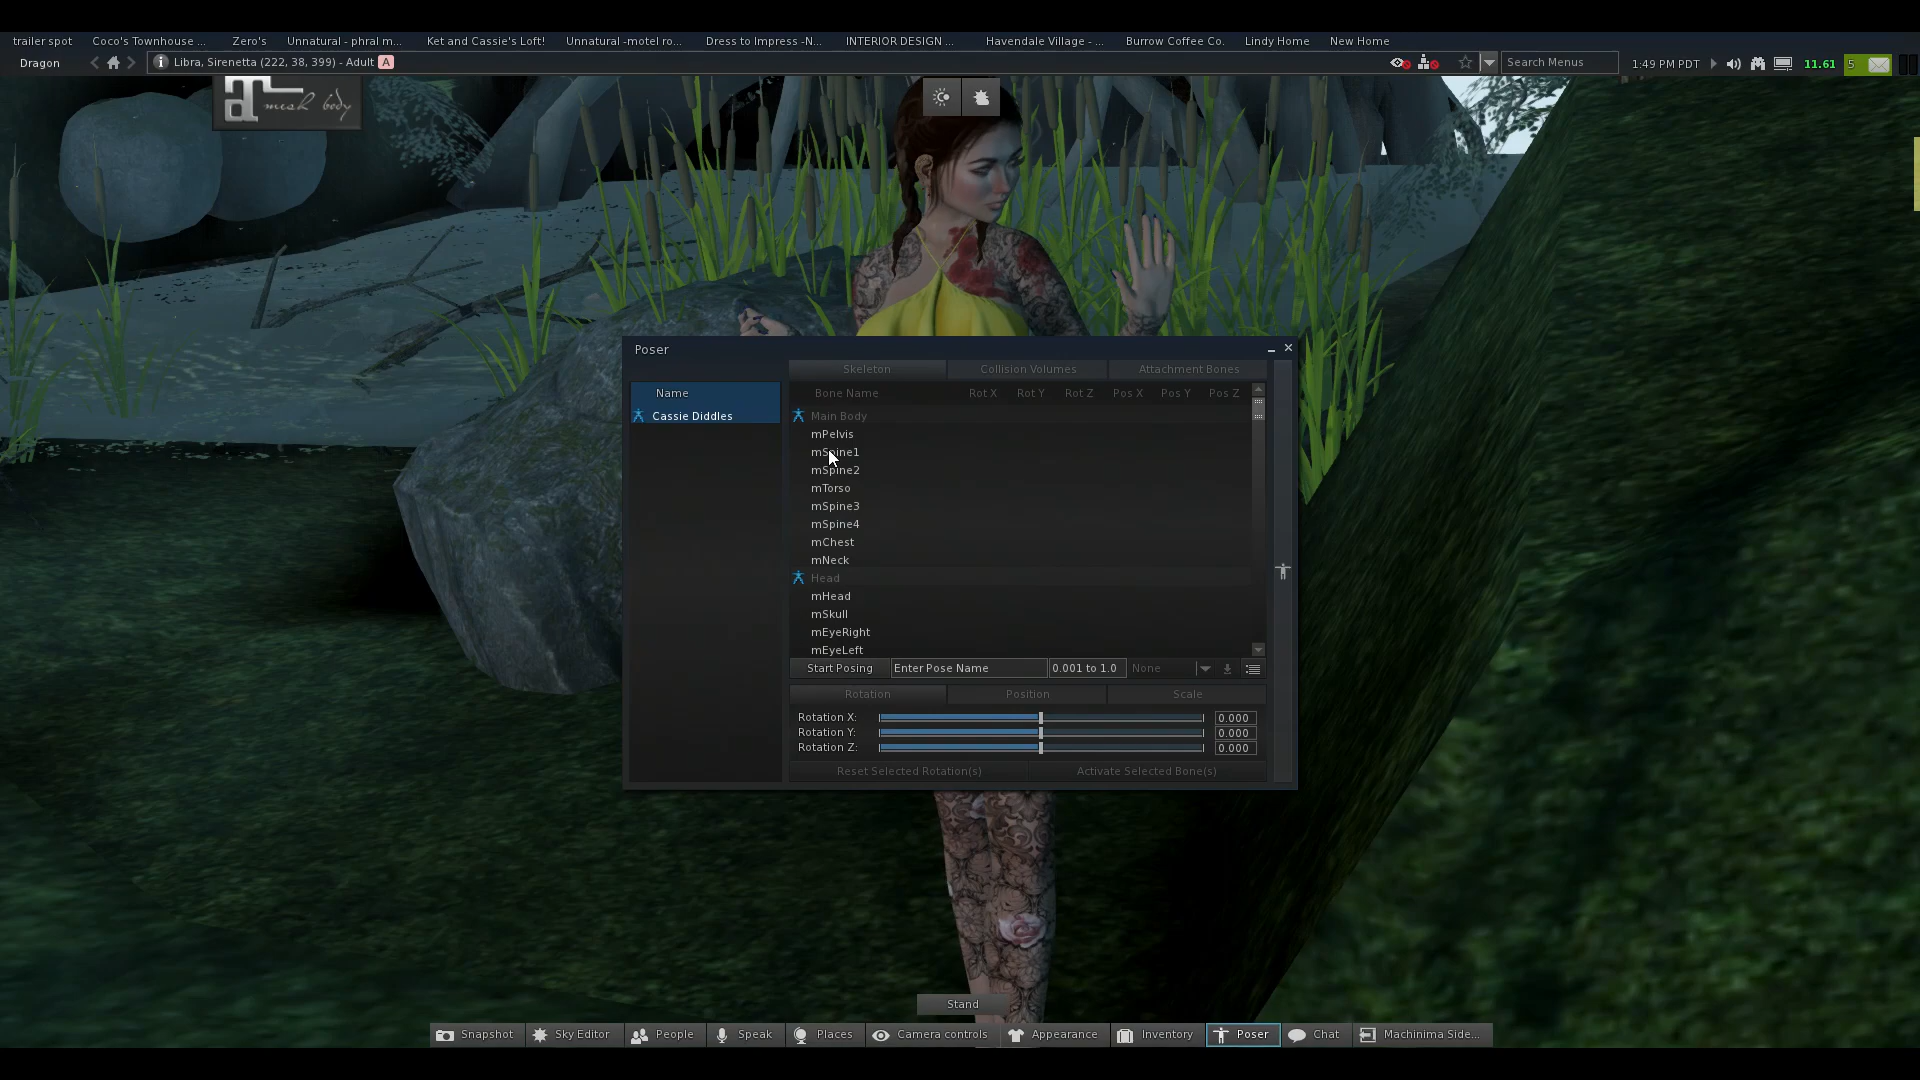 trailer spot Coco's Townhouse ... Zero's Unnatural - phral m... Ket and Cassie's Loft! Unnatural -motel ro... Dress to Impress -N... INTERIOR DESIGN ... Havendale Village - ... Burrow Coffee Co. Lindy Home New Home
Dragon Libra, Sirenetta (222, 38, 399) - Adult A Search Menus 1:49 PM PDT 11.61 5
mesh body
Poser
Skeleton Collision Volumes Attachment Bones
Name Bone Name Rot X Rot Y Rot Z Pos X Pos Y Pos Z
Cassie Diddles Main Body
mPelvis
mSpine1
mSpine2
mTorso
mSpine3
mSpine4
mChest
mNeck
Head
mHead
mSkull
mEyeRight
mEyeLeft
Start Posing Enter Pose Name 0.001 to 1.0 None
Rotation Position Scale
Rotation X: 0.000
Rotation Y: 0.000
Rotation Z: 0.000
Reset Selected Rotation(s) Activate Selected Bone(s)
Stand
Snapshot Sky Editor People Speak Places Camera controls Appearance Inventory Poser Chat Machinima Side...